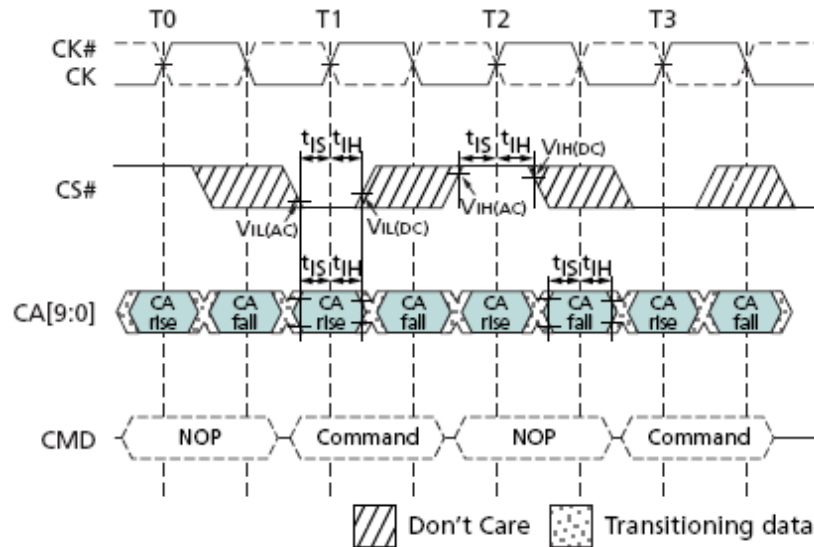 T0 T1 T2 T3
CK#
CK
tIS tIH tIS tIH VIH(DC)
CS#
VIL(AC) VIL(DC) VIH(AC)
tIS tIH tIS tIH
CA[9:0] CA rise CA fall CA rise CA fall CA rise CA fall CA rise CA fall
CMD NOP Command NOP Command
Don't Care Transitioning data